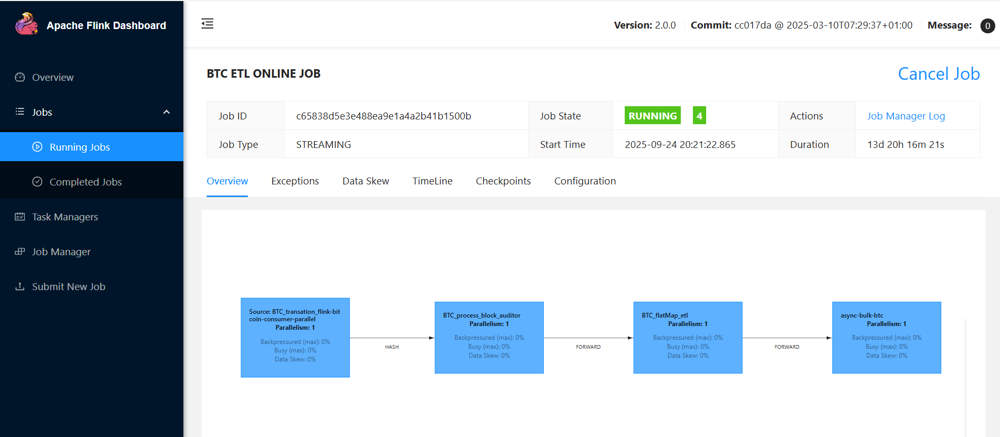 Apache Flink Dashboard
Version: 2.0.0 Commit: cc017da @ 2025-03-10T07:29:37+01:00 Message: 0
Overview
Jobs
Running Jobs
Completed Jobs
Task Managers
Job Manager
Submit New Job
BTC ETL ONLINE JOB
Cancel Job
Job ID c65838d5e3e488ea9e1a4a2b41b1500b Job State RUNNING 4 Actions Job Manager Log
Job Type STREAMING Start Time 2025-09-24 20:21:22.865 Duration 13d 20h 16m 21s
Overview Exceptions Data Skew TimeLine Checkpoints Configuration
Source: BTC_transation_flink-bit
coin-consumer-parallel
Parallelism: 1
Backpressured (max): 0%
Busy (max): 0%
Data Skew: 0%
HASH
BTC_process_block_auditor
Parallelism: 1
Backpressured (max): 0%
Busy (max): 0%
Data Skew: 0%
FORWARD
BTC_flatMap_etl
Parallelism: 1
Backpressured (max): 0%
Busy (max): 0%
Data Skew: 0%
FORWARD
async-bulk-btc
Parallelism: 1
Backpressured (max): 0%
Busy (max): 0%
Data Skew: 0%